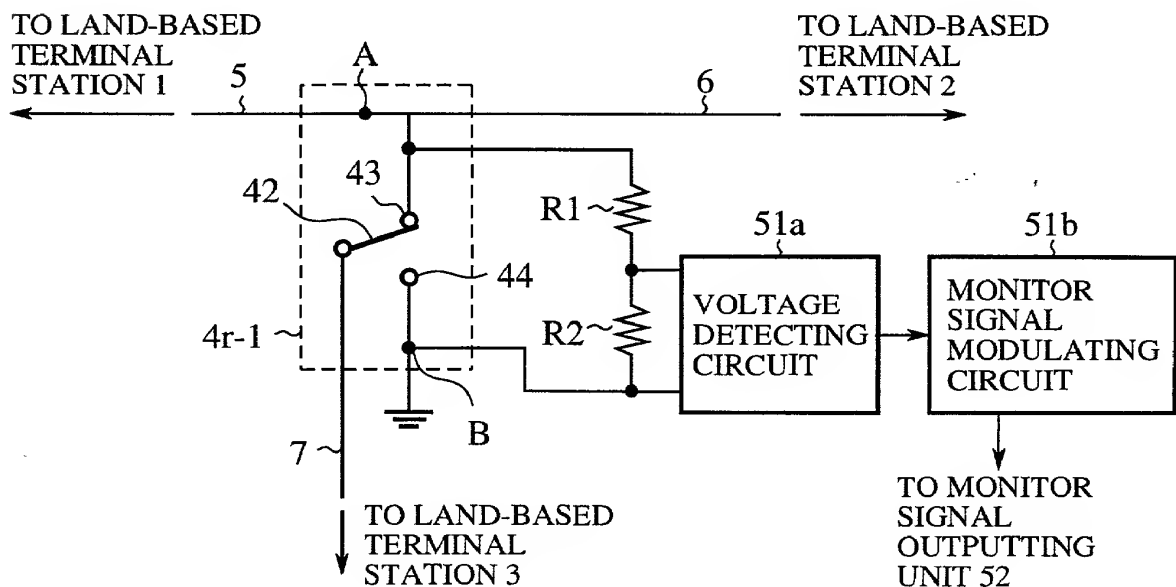 TO LAND-BASED
TERMINAL
STATION 1
TO LAND-BASED
TERMINAL
STATION 2
5
A
6
42
43
R1
51a
51b
44
4r-1
R2
VOLTAGE
DETECTING
CIRCUIT
MONITOR
SIGNAL
MODULATING
CIRCUIT
B
7
TO LAND-BASED
TERMINAL
STATION 3
TO MONITOR
SIGNAL
OUTPUTTING
UNIT 52